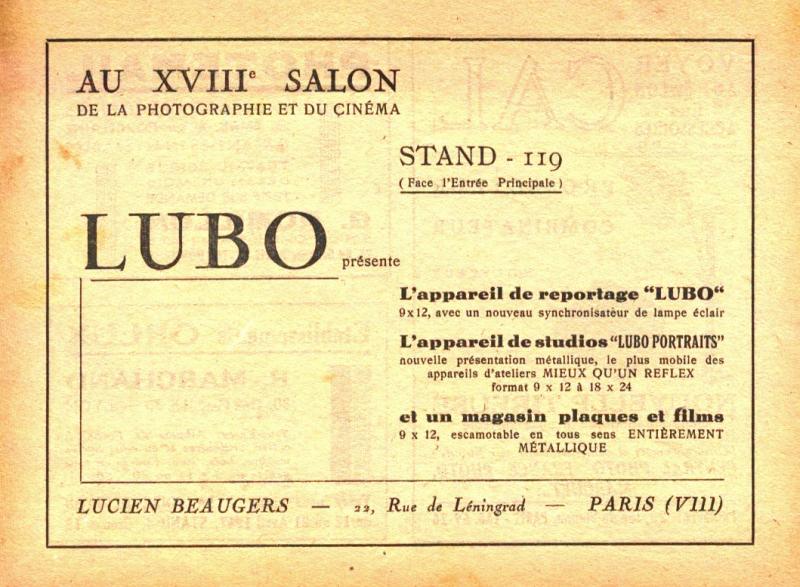 AU XVIIIe SALON
DE LA PHOTOGRAPHIE ET DU CINÉMA
STAND - 119
( Face l'Entrée Principale )
LUBO présente
L'appareil de reportage "LUBO"
9x12, avec un nouveau synchronisateur de lampe éclair
L'appareil de studios "LUBO PORTRAITS"
nouvelle présentation métallique, le plus mobile des
appareils d'ateliers MIEUX QU'UN REFLEX
format 9 x 12 à 18 x 24
et un magasin plaques et films
9 x 12, escamotable en tous sens ENTIÈREMENT
MÉTALLIQUE
LUCIEN BEAUGERS — 22, Rue de Léningrad — PARIS (VIII)